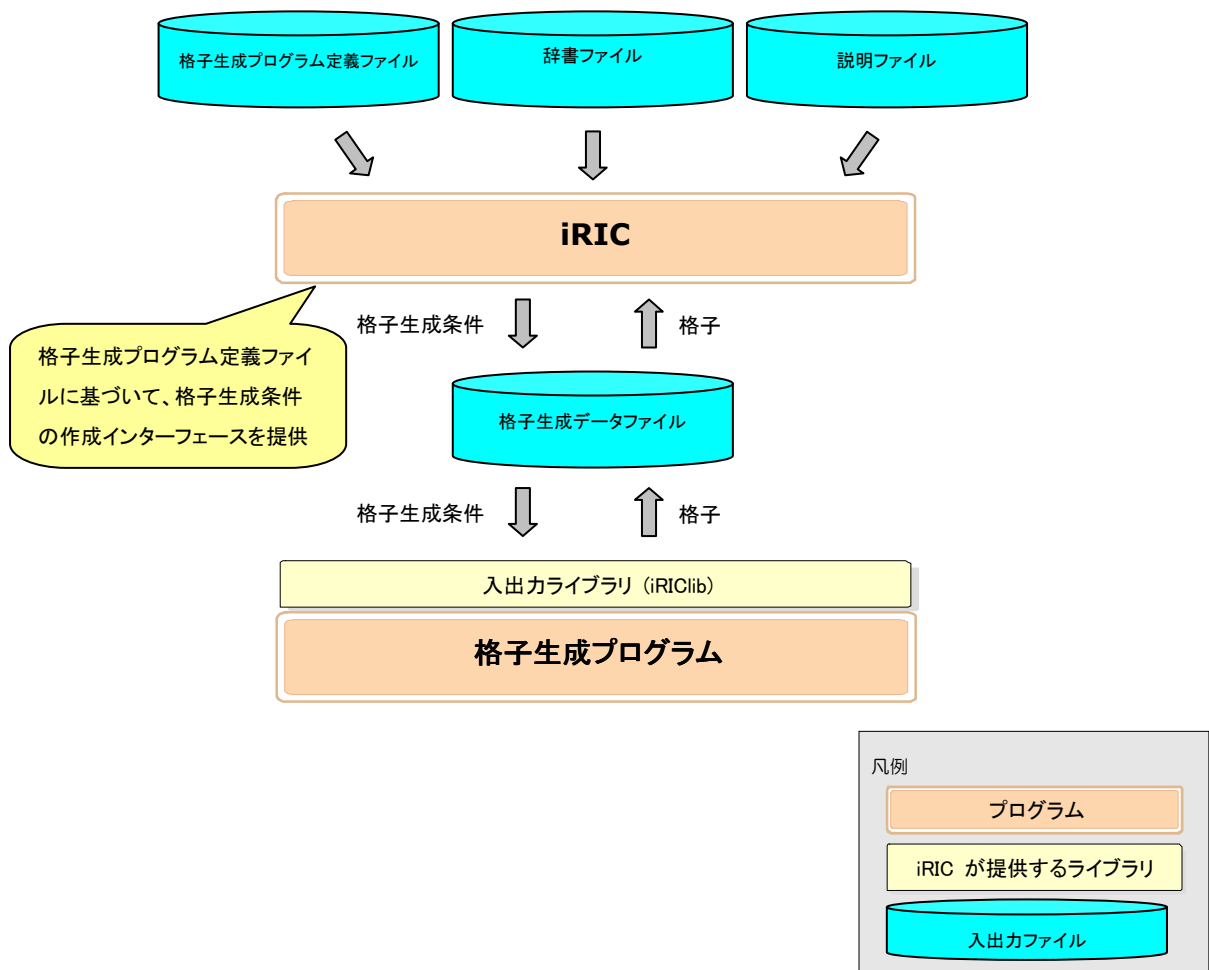 格子生成プログラム定義ファイル
辞書ファイル
説明ファイル
iRIC
格子生成条件
格子
格子生成プログラム定義ファイ
ルに基づいて、格子生成条件
の作成インターフェースを提供
格子生成データファイル
格子生成条件
格子
入出力ライブラリ (iRIClib)
格子生成プログラム
凡例
プログラム
iRIC が提供するライブラリ
入出力ファイル